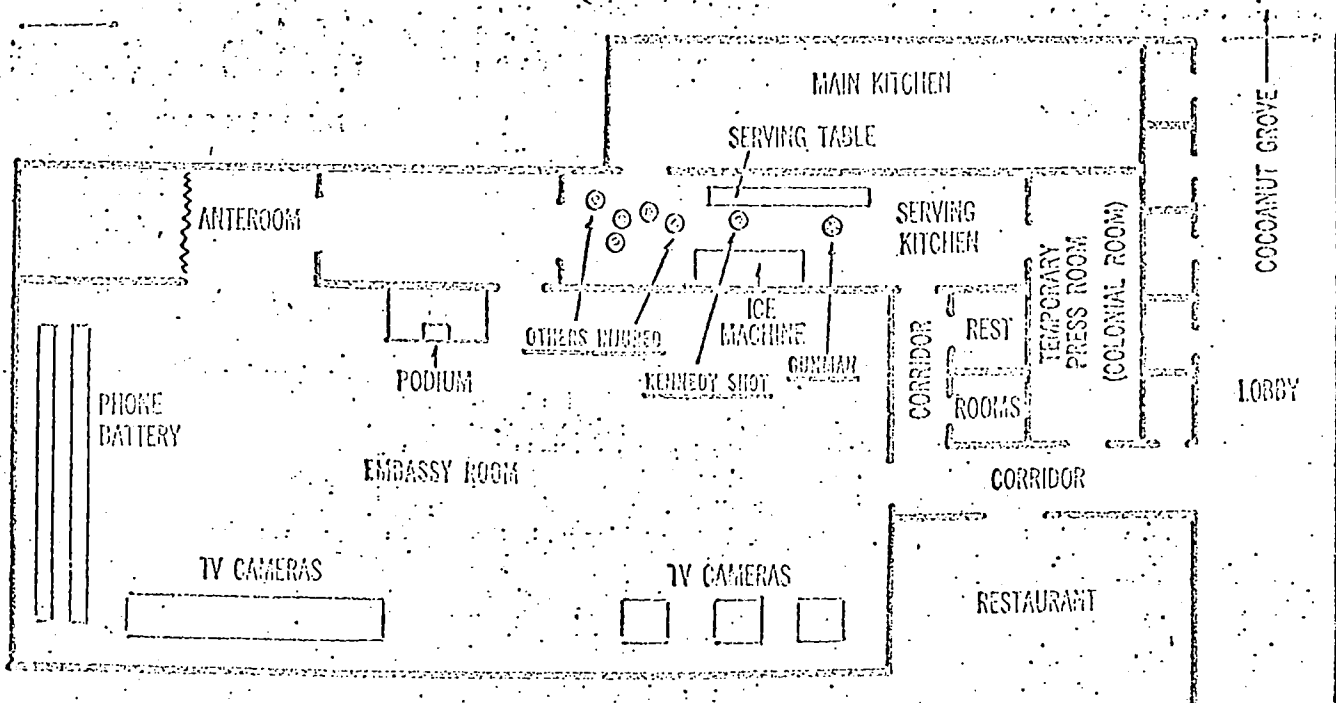 MAIN KITCHEN
SERVING TABLE
COCOANUT GROVE
ANTEROOM
SERVING
KITCHEN
TEMPORARY
PRESS ROOM
(COLONIAL ROOM)
OTHERS INJURED
ICE
MACHINE
REST
ROOMS
KENNEDY SHOT
GUNMAN
CORRIDOR
PODIUM
LOBBY
PHONE
BATTERY
EMBASSY ROOM
CORRIDOR
TV CAMERAS
TV CAMERAS
RESTAURANT